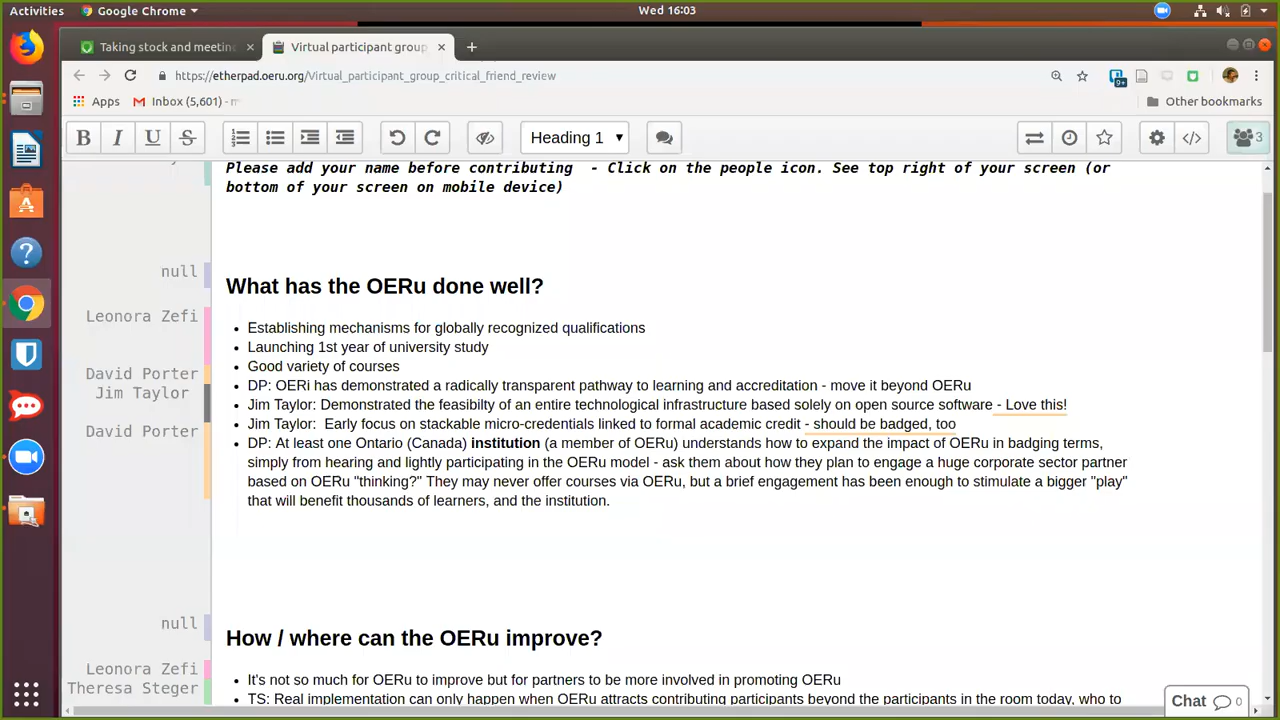 Activities Google Chrome Wed 16:03
Taking stock and meeting Virtual participant group
https://etherpad.oeru.org/Virtual_participant_group_critical_friend_review
9+
Apps Inbox (5,601) - m Other bookmarks
B I U S Heading 1 3
Please add your name before contributing - Click on the people icon. See top right of your screen (or
bottom of your screen on mobile device)
null
What has the OERu done well?
Leonora Zefi
• Establishing mechanisms for globally recognized qualifications
• Launching 1st year of university study
• Good variety of courses
David Porter
• DP: OERi has demonstrated a radically transparent pathway to learning and accreditation - move it beyond OERu
Jim Taylor
• Jim Taylor: Demonstrated the feasibilty of an entire technological infrastructure based solely on open source software - Love this!
• Jim Taylor: Early focus on stackable micro-credentials linked to formal academic credit - should be badged, too
David Porter
• DP: At least one Ontario (Canada) institution (a member of OERu) understands how to expand the impact of OERu in badging terms,
simply from hearing and lightly participating in the OERu model - ask them about how they plan to engage a huge corporate sector partner
based on OERu "thinking?" They may never offer courses via OERu, but a brief engagement has been enough to stimulate a bigger "play"
that will benefit thousands of learners, and the institution.
null
How / where can the OERu improve?
Leonora Zefi
• It's not so much for OERu to improve but for partners to be more involved in promoting OERu
Theresa Steger
• TS: Real implementation can only happen when OERu attracts contributing participants beyond the participants in the room today, who to
Chat 0